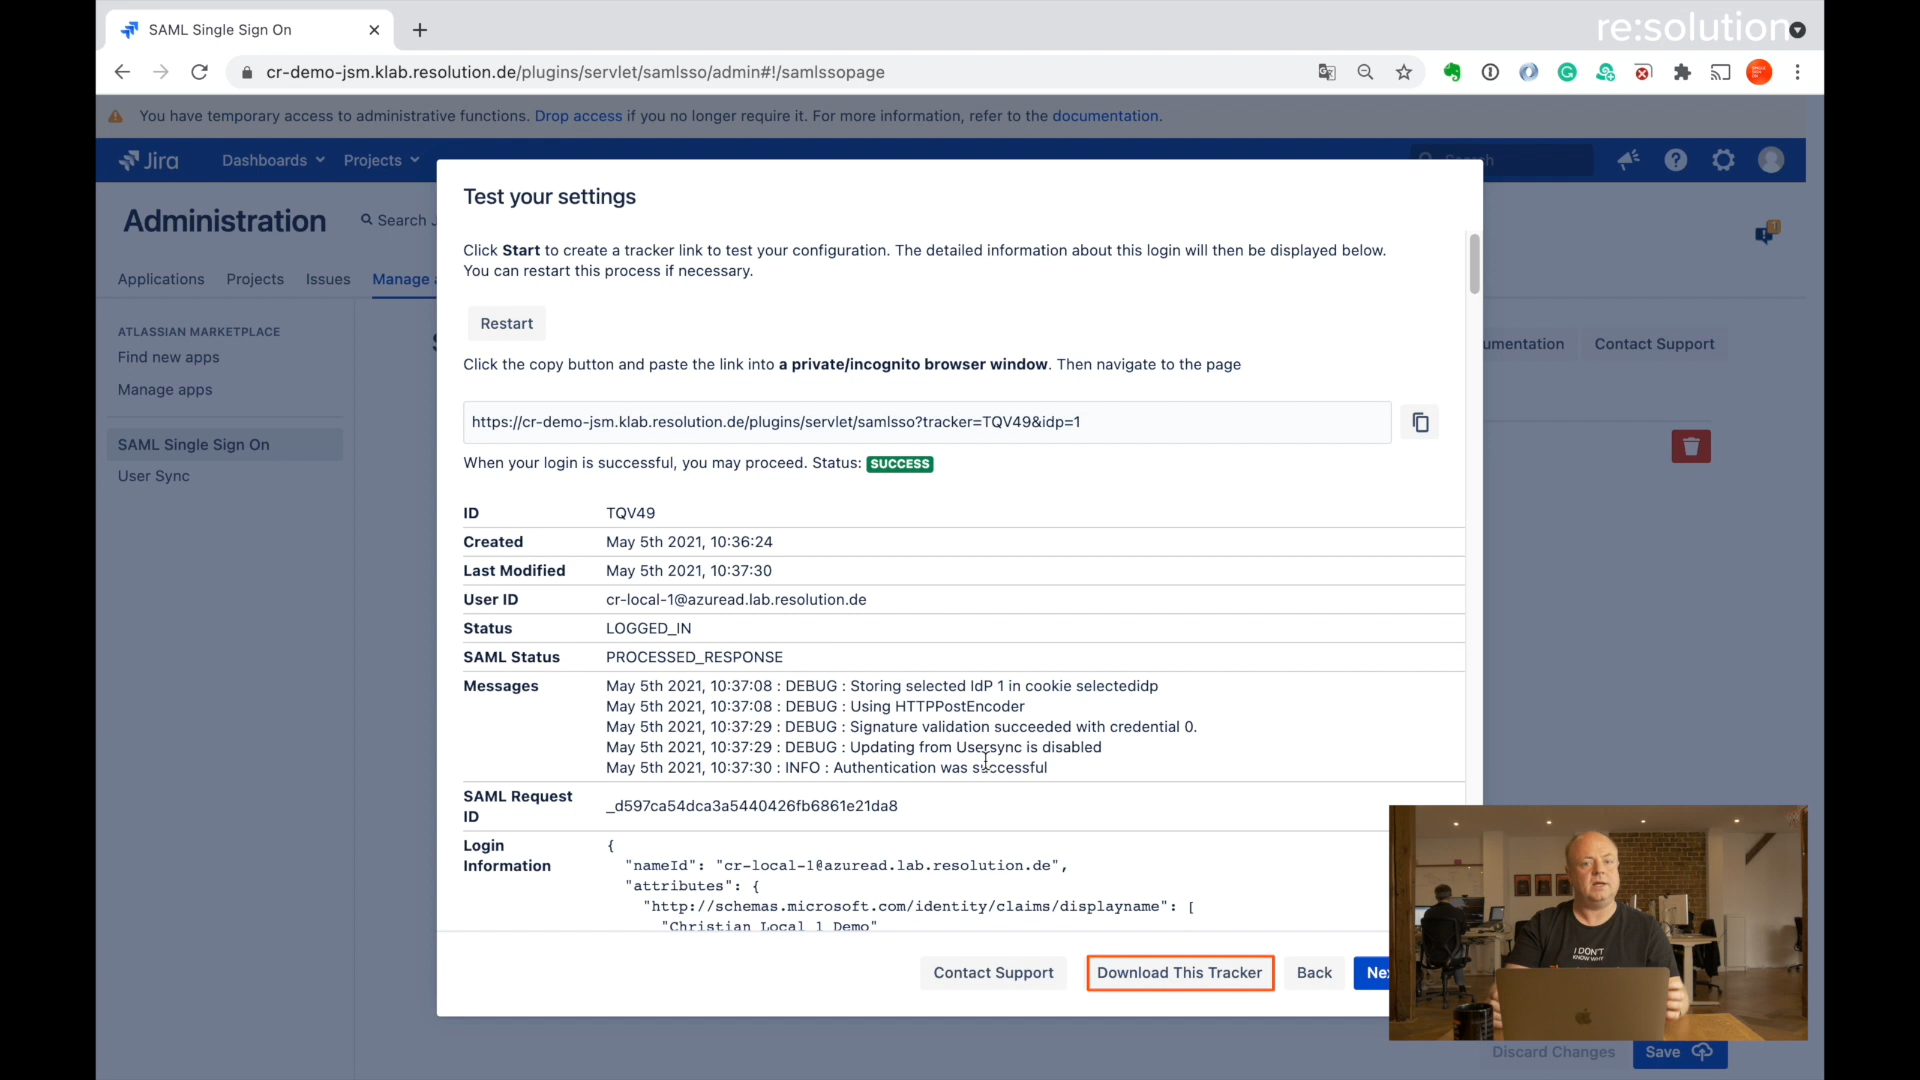 SAML Single Sign On
re:solution
cr-demo-jsm.klab.resolution.de/plugins/servlet/samlsso/admin#!/samlssopage
You have temporary access to administrative functions. Drop access if you no longer require it. For more information, refer to the documentation.
Jira
Dashboards
Projects
Search
Administration
Search J
Applications
Projects
Issues
Manage a
ATLASSIAN MARKETPLACE
Find new apps
Manage apps
SAML Single Sign On
User Sync
umentation
Contact Support
Test your settings
Click Start to create a tracker link to test your configuration. The detailed information about this login will then be displayed below.
You can restart this process if necessary.
Restart
Click the copy button and paste the link into a private/incognito browser window. Then navigate to the page
https://cr-demo-jsm.klab.resolution.de/plugins/servlet/samlsso?tracker=TQV49&idp=1
When your login is successful, you may proceed. Status: SUCCESS
ID TQV49
Created May 5th 2021, 10:36:24
Last Modified May 5th 2021, 10:37:30
User ID cr-local-1@azuread.lab.resolution.de
Status LOGGED_IN
SAML Status PROCESSED_RESPONSE
Messages May 5th 2021, 10:37:08 : DEBUG : Storing selected IdP 1 in cookie selectedidp
May 5th 2021, 10:37:08 : DEBUG : Using HTTPPostEncoder
May 5th 2021, 10:37:29 : DEBUG : Signature validation succeeded with credential 0.
May 5th 2021, 10:37:29 : DEBUG : Updating from Usersync is disabled
May 5th 2021, 10:37:30 : INFO : Authentication was successful
SAML Request
ID
_d597ca54dca3a5440426fb6861e21da8
Login
Information
{
"nameId": "cr-local-1@azuread.lab.resolution.de",
"attributes": {
"http://schemas.microsoft.com/identity/claims/displayname": [
"Christian Local 1 Demo"
Contact Support
Download This Tracker
Back
Nex
I DON'T
KNOW WHY
Discard Changes
Save